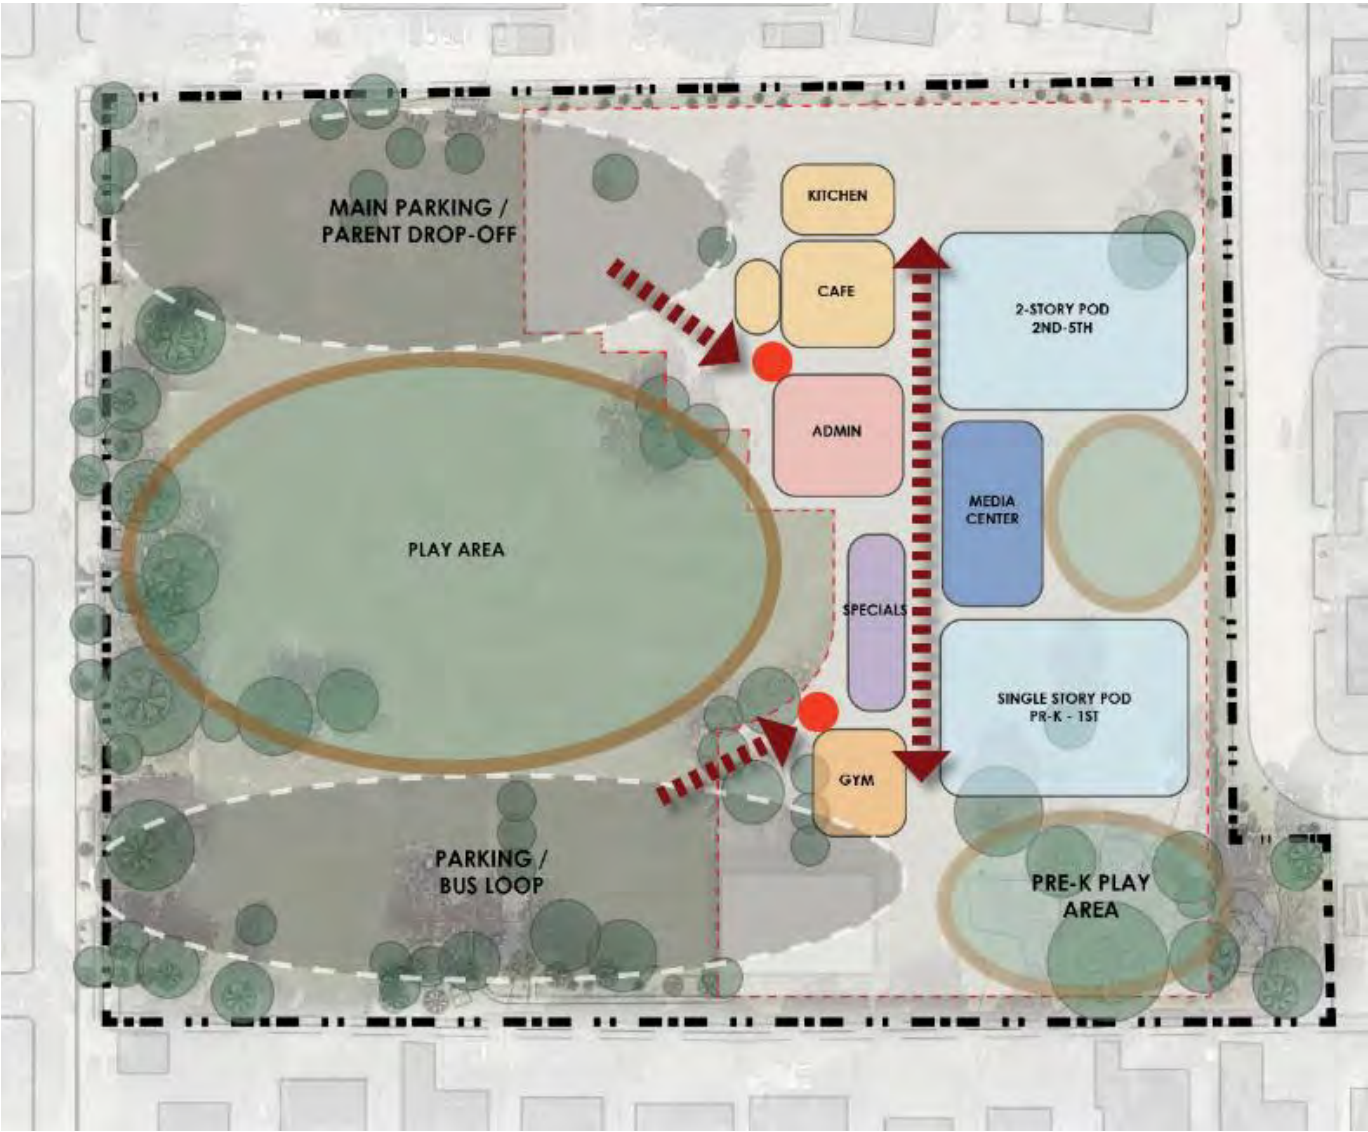 MAIN PARKING /
PARENT DROP-OFF
KITCHEN
CAFE
2-STORY POD
2ND-5TH
ADMIN
MEDIA
CENTER
PLAY AREA
SPECIALS
SINGLE STORY POD
PR-K - 1ST
GYM
PARKING /
BUS LOOP
PRE-K PLAY
AREA